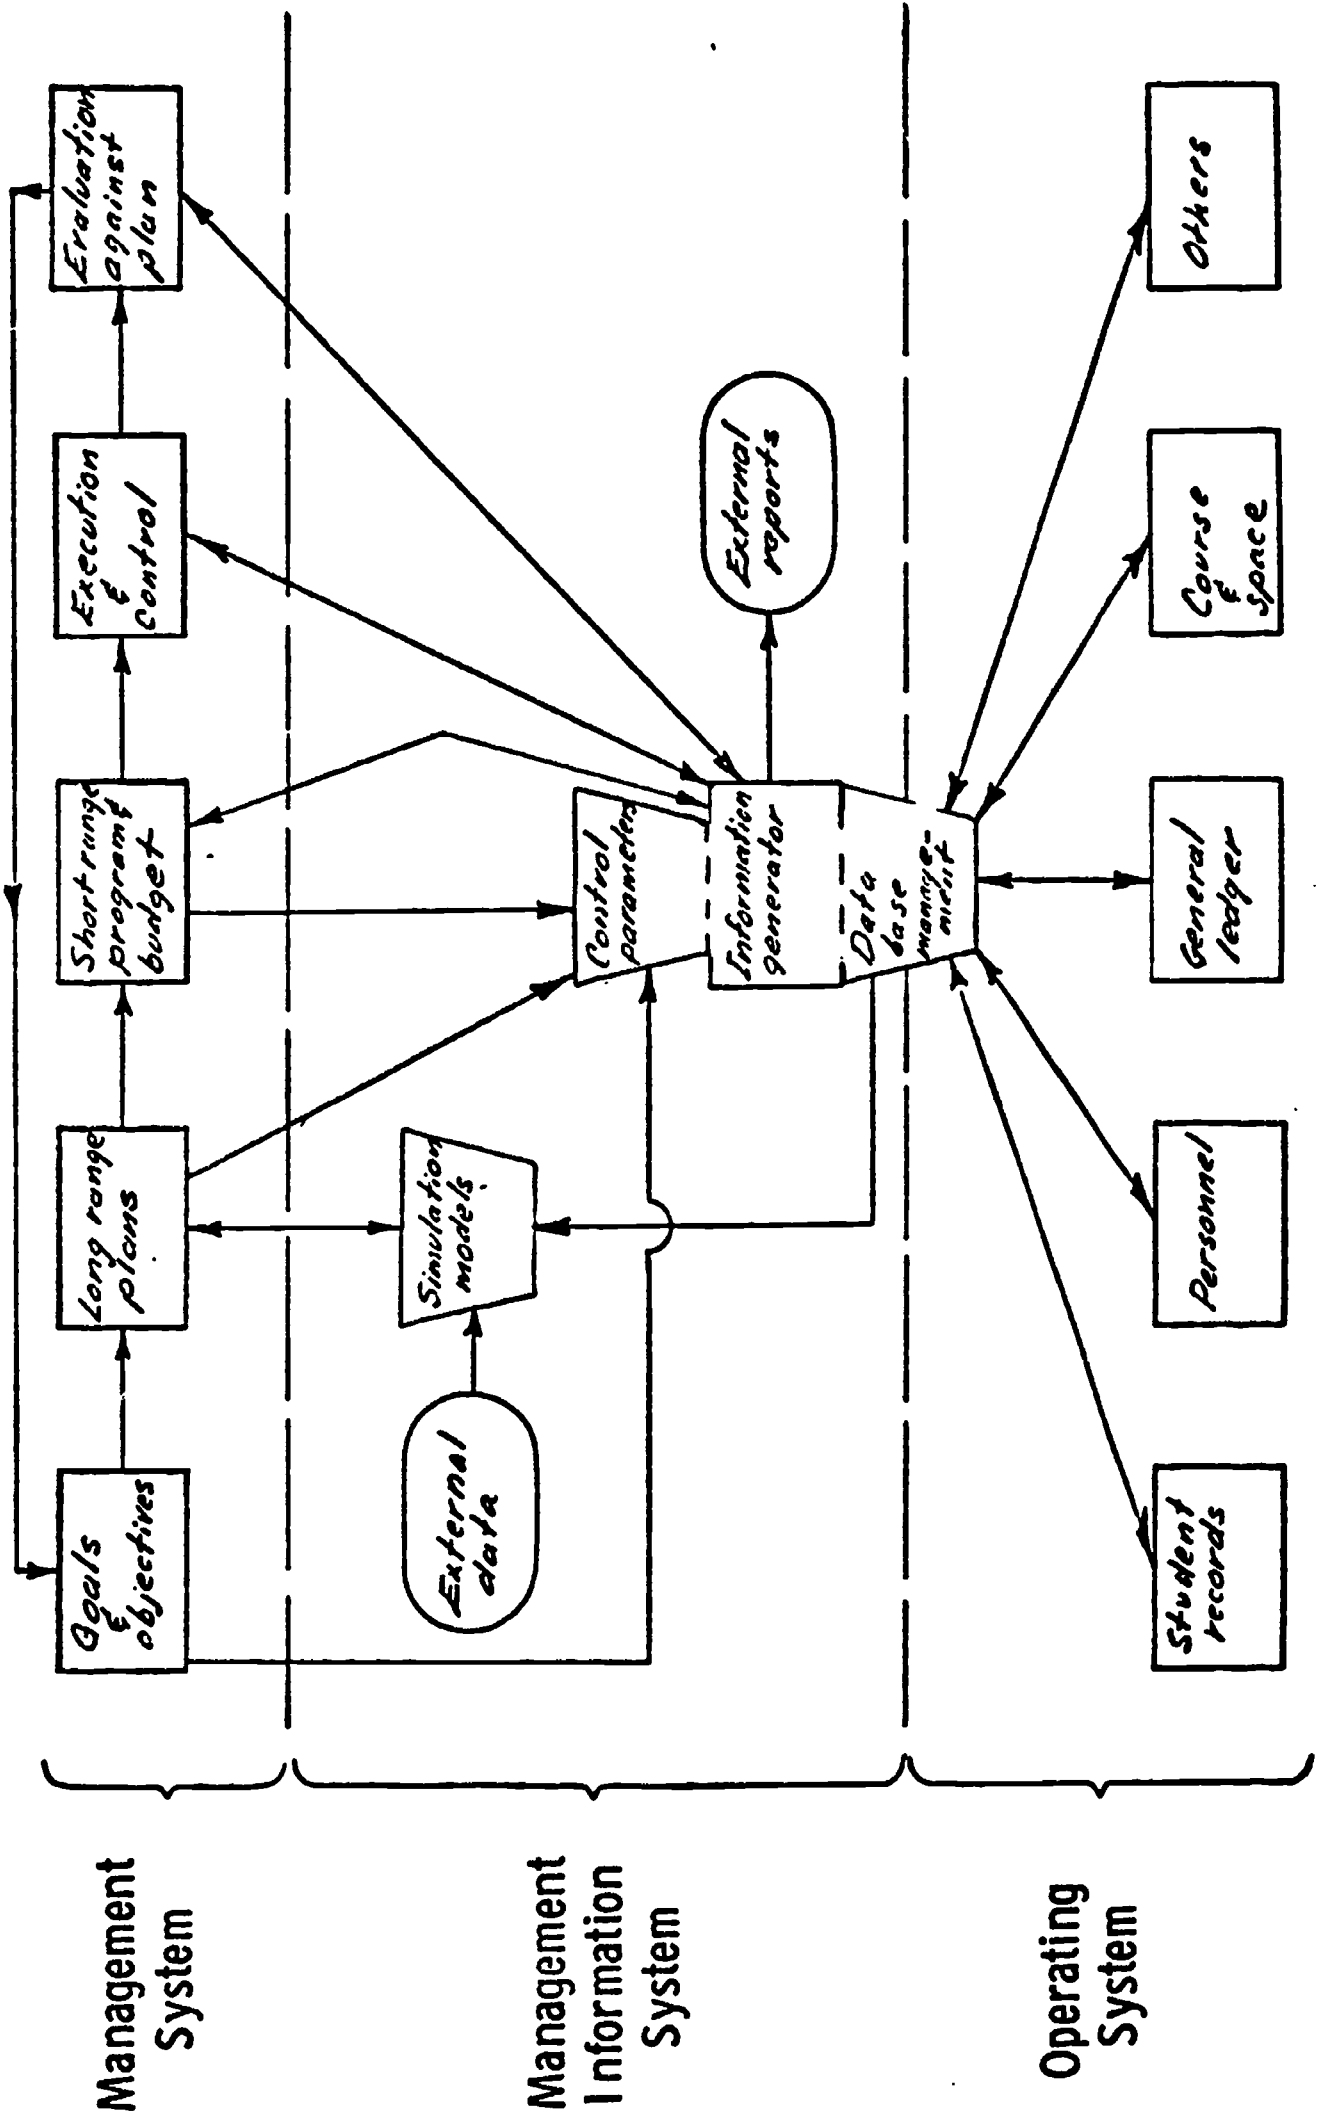 Management
System
Goals
&
objectives
Long range
plans
Short range
program &
budget
Execution
&
control
Evaluation
against
plan
Management
Information
System
External
data
Simulation
models
Control
parameters
Information
generator
Data
base
manage-
ment
External
reports
Operating
System
Student
records
Personnel
General
ledger
Course
&
space
Others